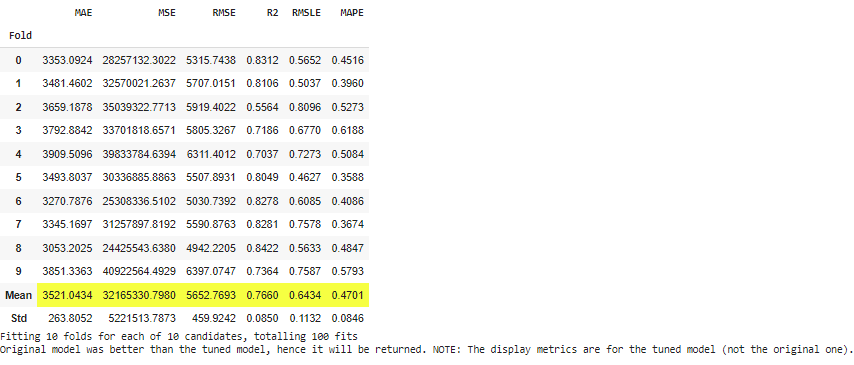 MAE MSE RMSE R2 RMSLE MAPE
Fold
0 3353.0924 28257132.3022 5315.7438 0.8312 0.5652 0.4516
1 3481.4602 32570021.2637 5707.0151 0.8106 0.5037 0.3960
2 3659.1878 35039322.7713 5919.4022 0.5564 0.8096 0.5273
3 3792.8842 33701818.6571 5805.3267 0.7186 0.6770 0.6188
4 3909.5096 39833784.6394 6311.4012 0.7037 0.7273 0.5084
5 3493.8037 30336885.8863 5507.8931 0.8049 0.4627 0.3588
6 3270.7876 25308336.5102 5030.7392 0.8278 0.6085 0.4086
7 3345.1697 31257897.8192 5590.8763 0.8281 0.7578 0.3674
8 3053.2025 24425543.6380 4942.2205 0.8422 0.5633 0.4847
9 3851.3363 40922564.4929 6397.0747 0.7364 0.7587 0.5793
Mean 3521.0434 32165330.7980 5652.7693 0.7660 0.6434 0.4701
Std 263.8052 5221513.7873 459.9242 0.0850 0.1132 0.0846
Fitting 10 folds for each of 10 candidates, totalling 100 fits
Original model was better than the tuned model, hence it will be returned. NOTE: The display metrics are for the tuned model (not the original one).